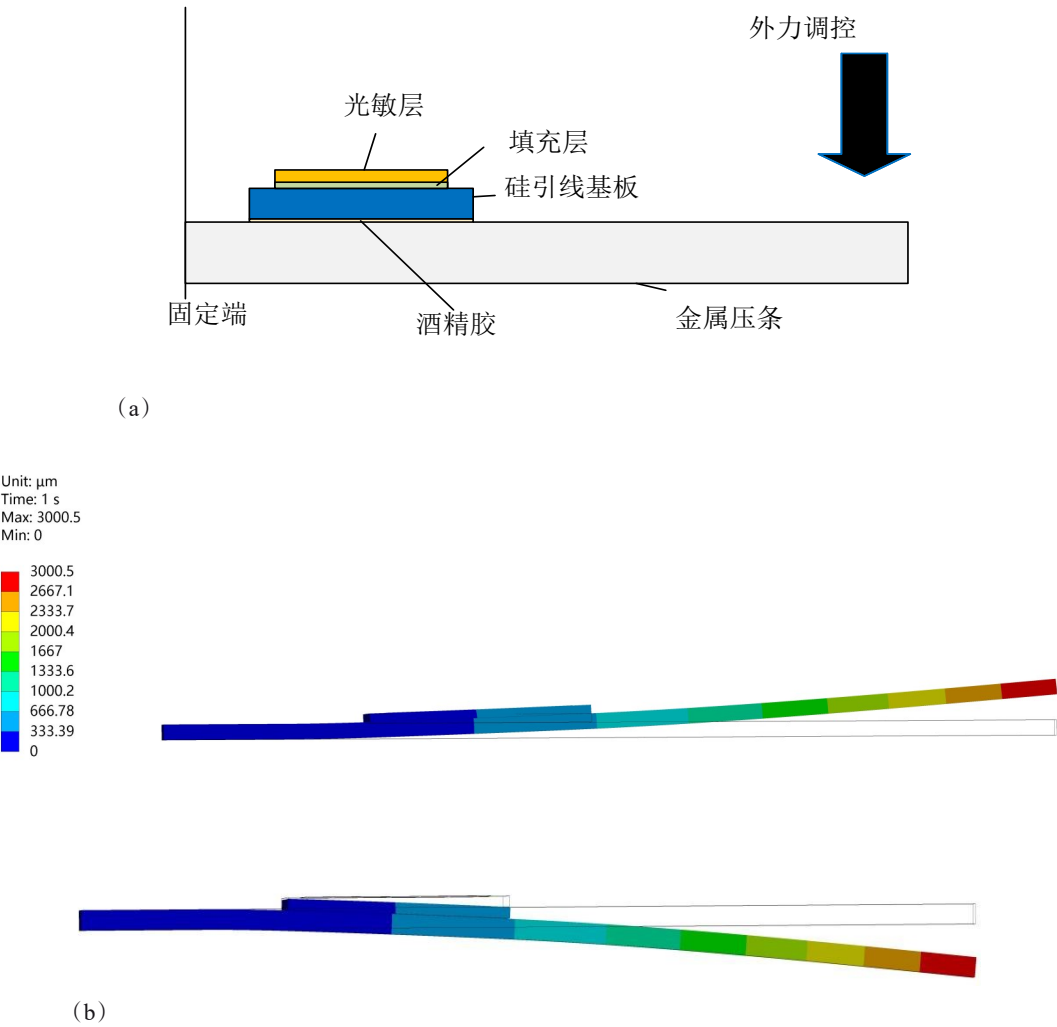 外力调控
光敏层
填充层
硅引线基板
固定端
酒精胶
金属压条
（a）
Unit: μm
Time: 1 s
Max: 3000.5
Min: 0
3000.5
2667.1
2333.7
2000.4
1667
1333.6
1000.2
666.78
333.39
0
（b）